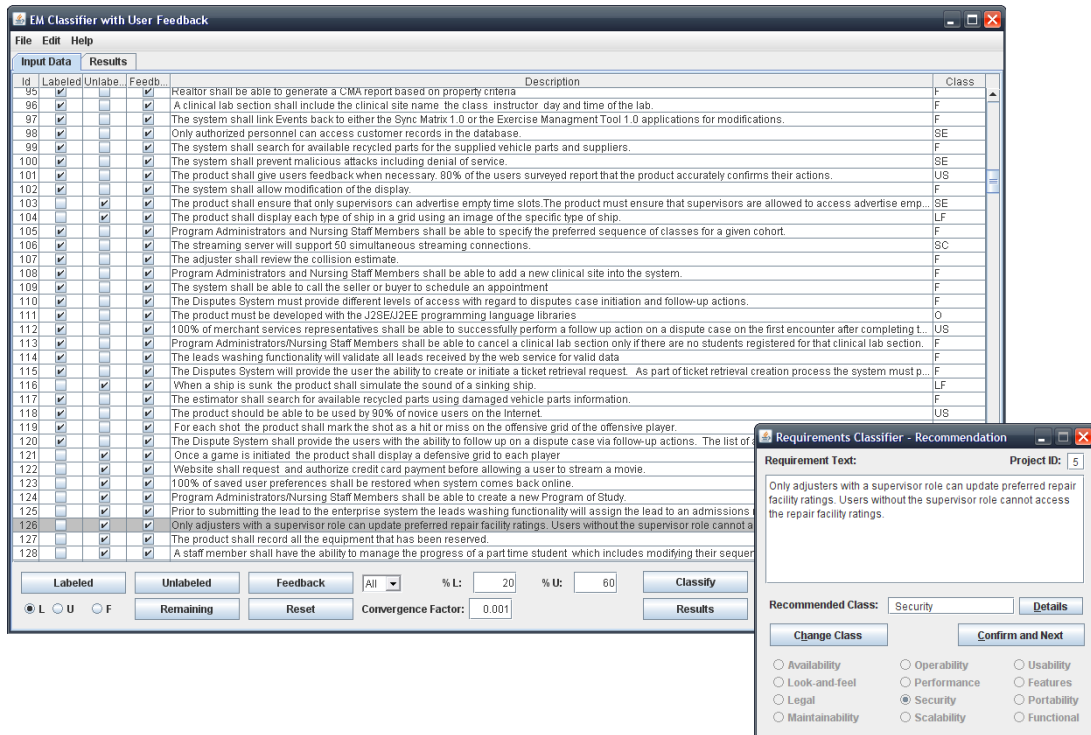 EM Classifier with User Feedback
File Edit Help
Input Data Results
Id Labeled Unlabe... Feedb... Description Class
95 Realtor shall be able to generate a CMA report based on property criteria F
96 A clinical lab section shall include the clinical site name the class instructor day and time of the lab. F
97 The system shall link Events back to either the Sync Matrix 1.0 or the Exercise Managment Tool 1.0 applications for modifications. F
98 Only authorized personnel can access customer records in the database. SE
99 The system shall search for available recycled parts for the supplied vehicle parts and suppliers. F
100 The system shall prevent malicious attacks including denial of service. SE
101 The product shall give users feedback when necessary. 80% of the users surveyed report that the product accurately confirms their actions. US
102 The system shall allow modification of the display. F
103 The product shall ensure that only supervisors can advertise empty time slots.The product must ensure that supervisors are allowed to access advertise emp... SE
104 The product shall display each type of ship in a grid using an image of the specific type of ship. LF
105 Program Administrators and Nursing Staff Members shall be able to specify the preferred sequence of classes for a given cohort. F
106 The streaming server will support 50 simultaneous streaming connections. SC
107 The adjuster shall review the collision estimate. F
108 Program Administrators and Nursing Staff Members shall be able to add a new clinical site into the system. F
109 The system shall be able to call the seller or buyer to schedule an appointment F
110 The Disputes System must provide different levels of access with regard to disputes case initiation and follow-up actions. F
111 The product must be developed with the J2SE/J2EE programming language libraries O
112 100% of merchant services representatives shall be able to successfully perform a follow up action on a dispute case on the first encounter after completing t... US
113 Program Administrators/Nursing Staff Members shall be able to cancel a clinical lab section only if there are no students registered for that clinical lab section. F
114 The leads washing functionality will validate all leads received by the web service for valid data F
115 The Disputes System will provide the user the ability to create or initiate a ticket retrieval request. As part of ticket retrieval creation process the system must p... F
116 When a ship is sunk the product shall simulate the sound of a sinking ship. LF
117 The estimator shall search for available recycled parts using damaged vehicle parts information. F
118 The product should be able to be used by 90% of novice users on the Internet. US
119 For each shot the product shall mark the shot as a hit or miss on the offensive grid of the offensive player.
120 The Dispute System shall provide the users with the ability to follow up on a dispute case via follow-up actions. The list of
121 Once a game is initiated the product shall display a defensive grid to each player
122 Website shall request and authorize credit card payment before allowing a user to stream a movie.
123 100% of saved user preferences shall be restored when system comes back online.
124 Program Administrators/Nursing Staff Members shall be able to create a new Program of Study.
125 Prior to submitting the lead to the enterprise system the leads washing functionality will assign the lead to an admissions
126 Only adjusters with a supervisor role can update preferred repair facility ratings. Users without the supervisor role cannot a
127 The product shall record all the equipment that has been reserved.
128 A staff member shall have the ability to manage the progress of a part time student which includes modifying their sequen
Labeled Unlabeled Feedback All % L: 20 % U: 60 Classify
L U F Remaining Reset Convergence Factor: 0.001 Results
Requirements Classifier - Recommendation
Requirement Text: Project ID: 5
Only adjusters with a supervisor role can update preferred repair
facility ratings. Users without the supervisor role cannot access
the repair facility ratings.
Recommended Class: Security Details
Change Class Confirm and Next
Availability Operability Usability
Look-and-feel Performance Features
Legal Security Portability
Maintainability Scalability Functional